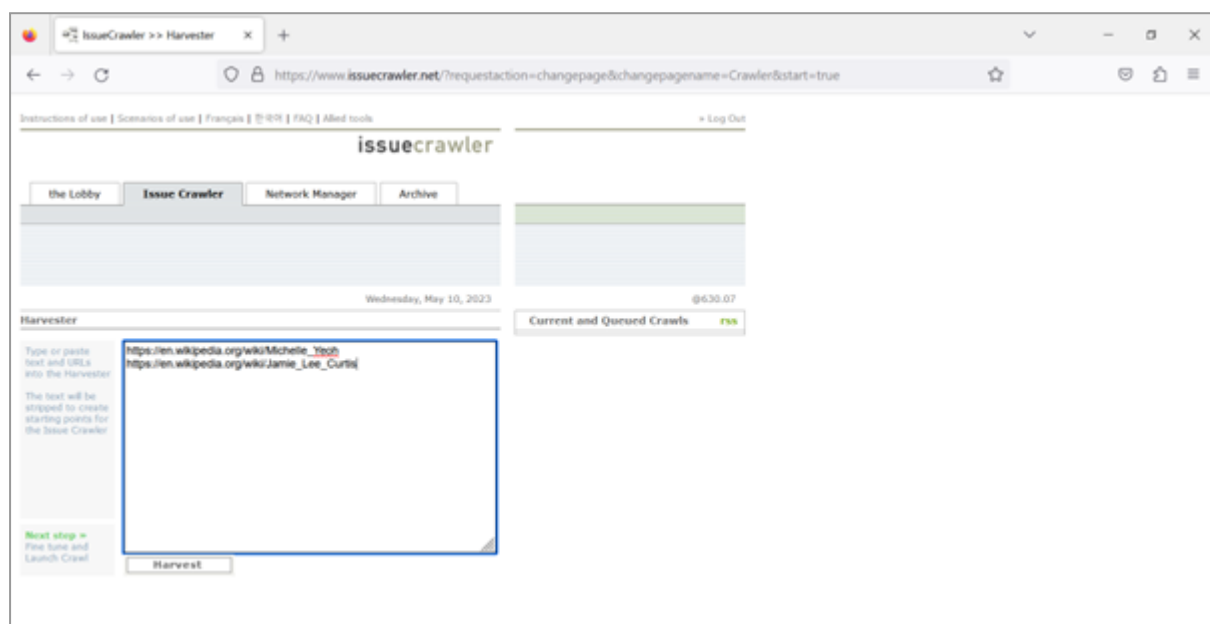 IssueCrawler >> Harvester
https://www.issuecrawler.net/?requestaction=changepage&changepagename=Crawler&start=true
Instructions of use | Scenarios of use | Français | 한국어 | FAQ | Allied tools
» Log Out
issuecrawler
the Lobby
Issue Crawler
Network Manager
Archive
Wednesday, May 10, 2023
@630.07
Harvester
Current and Queued Crawls
rss
Type or paste
text and URLs
into the Harvester
The text will be
stripped to create
starting points for
the Issue Crawler
https://en.wikipedia.org/wiki/Michelle_Yeoh
https://en.wikipedia.org/wiki/Jamie_Lee_Curtis
Next step =
Fine tune and
Launch Crawl
Harvest